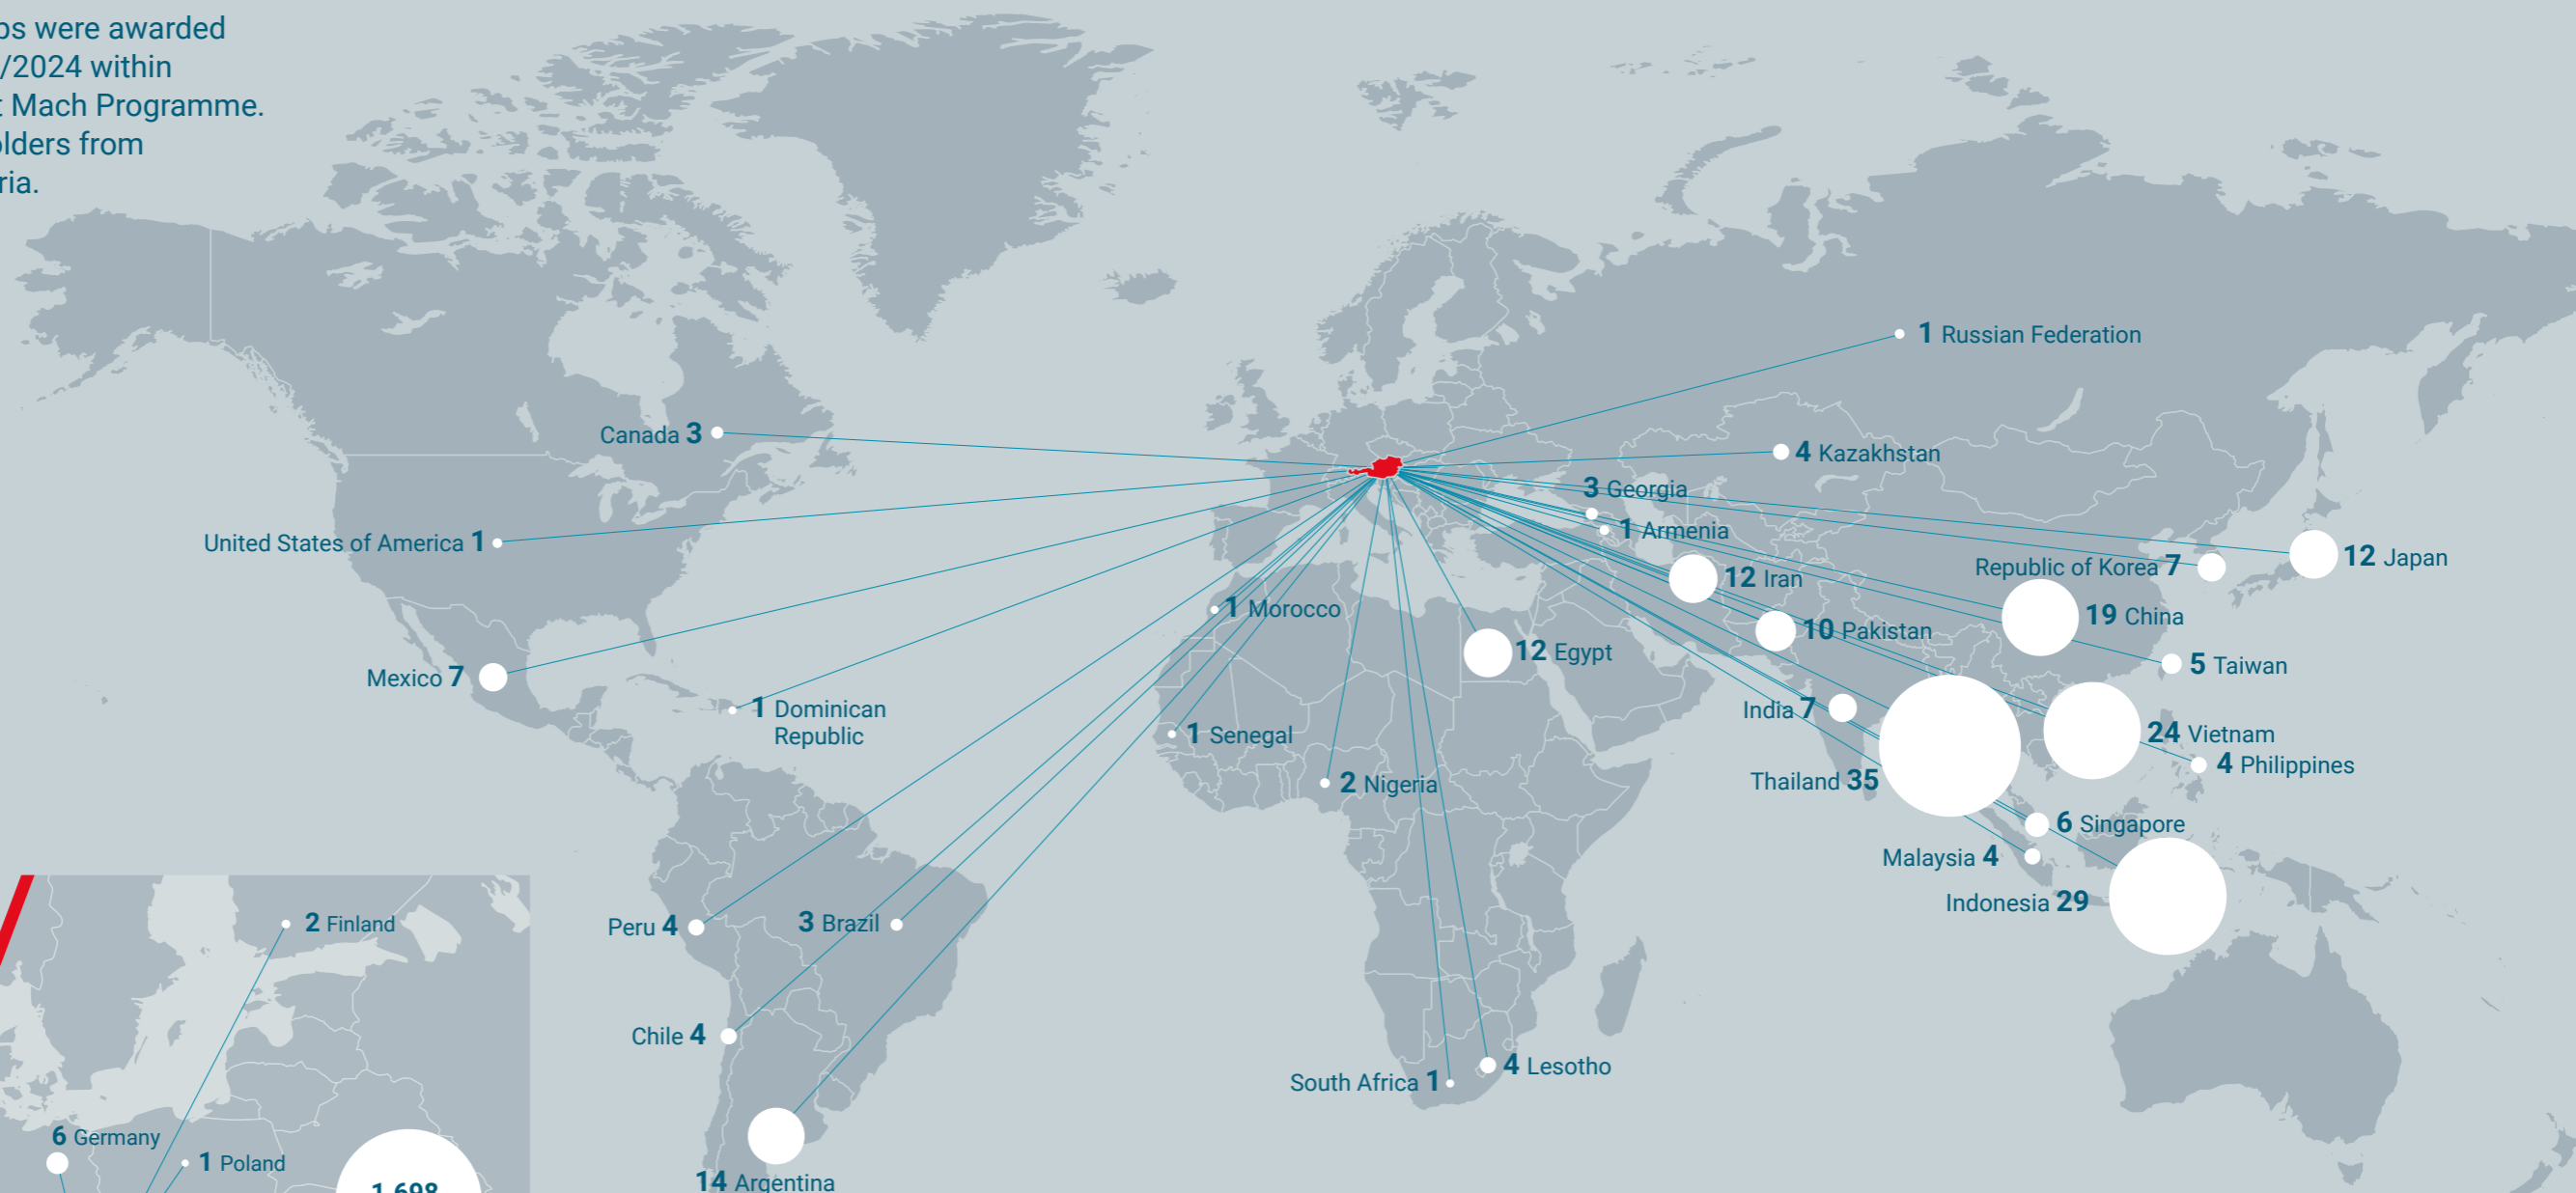 were awarded
/2024 within
Mach Programme.
from
1 Russian Federation
Canada 3
4 Kazakhstan
3 Georgia
1 Armenia
United States of America 1
12 Japan
Republic of Korea 7
12 Iran
1 Morocco
19 China
10 Pakistan
12 Egypt
5 Taiwan
Mexico 7
1 Dominican
Republic
India 7
1 Senegal
24 Vietnam
4 Philippines
Thailand 35
2 Nigeria
6 Singapore
Malaysia 4
Indonesia 29
2 Finland
Peru 4
3 Brazil
Chile 4
4 Lesotho
South Africa 1
6 Germany
1 Poland
14 Argentina
1,698